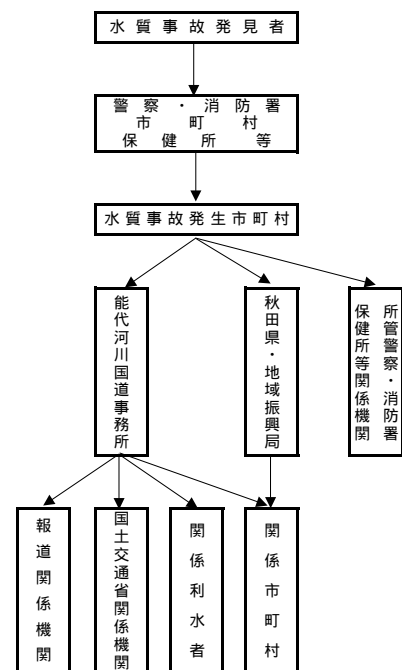 水質事故発見者
警察・消防署
市町村
保健所等
水質事故発生市町村
能代河川国道事務所
秋田県・地域振興局
所管警察・消防署
保健所等関係機関
報道関係機関
国土交通省関係機関
関係利水者
関係市町村